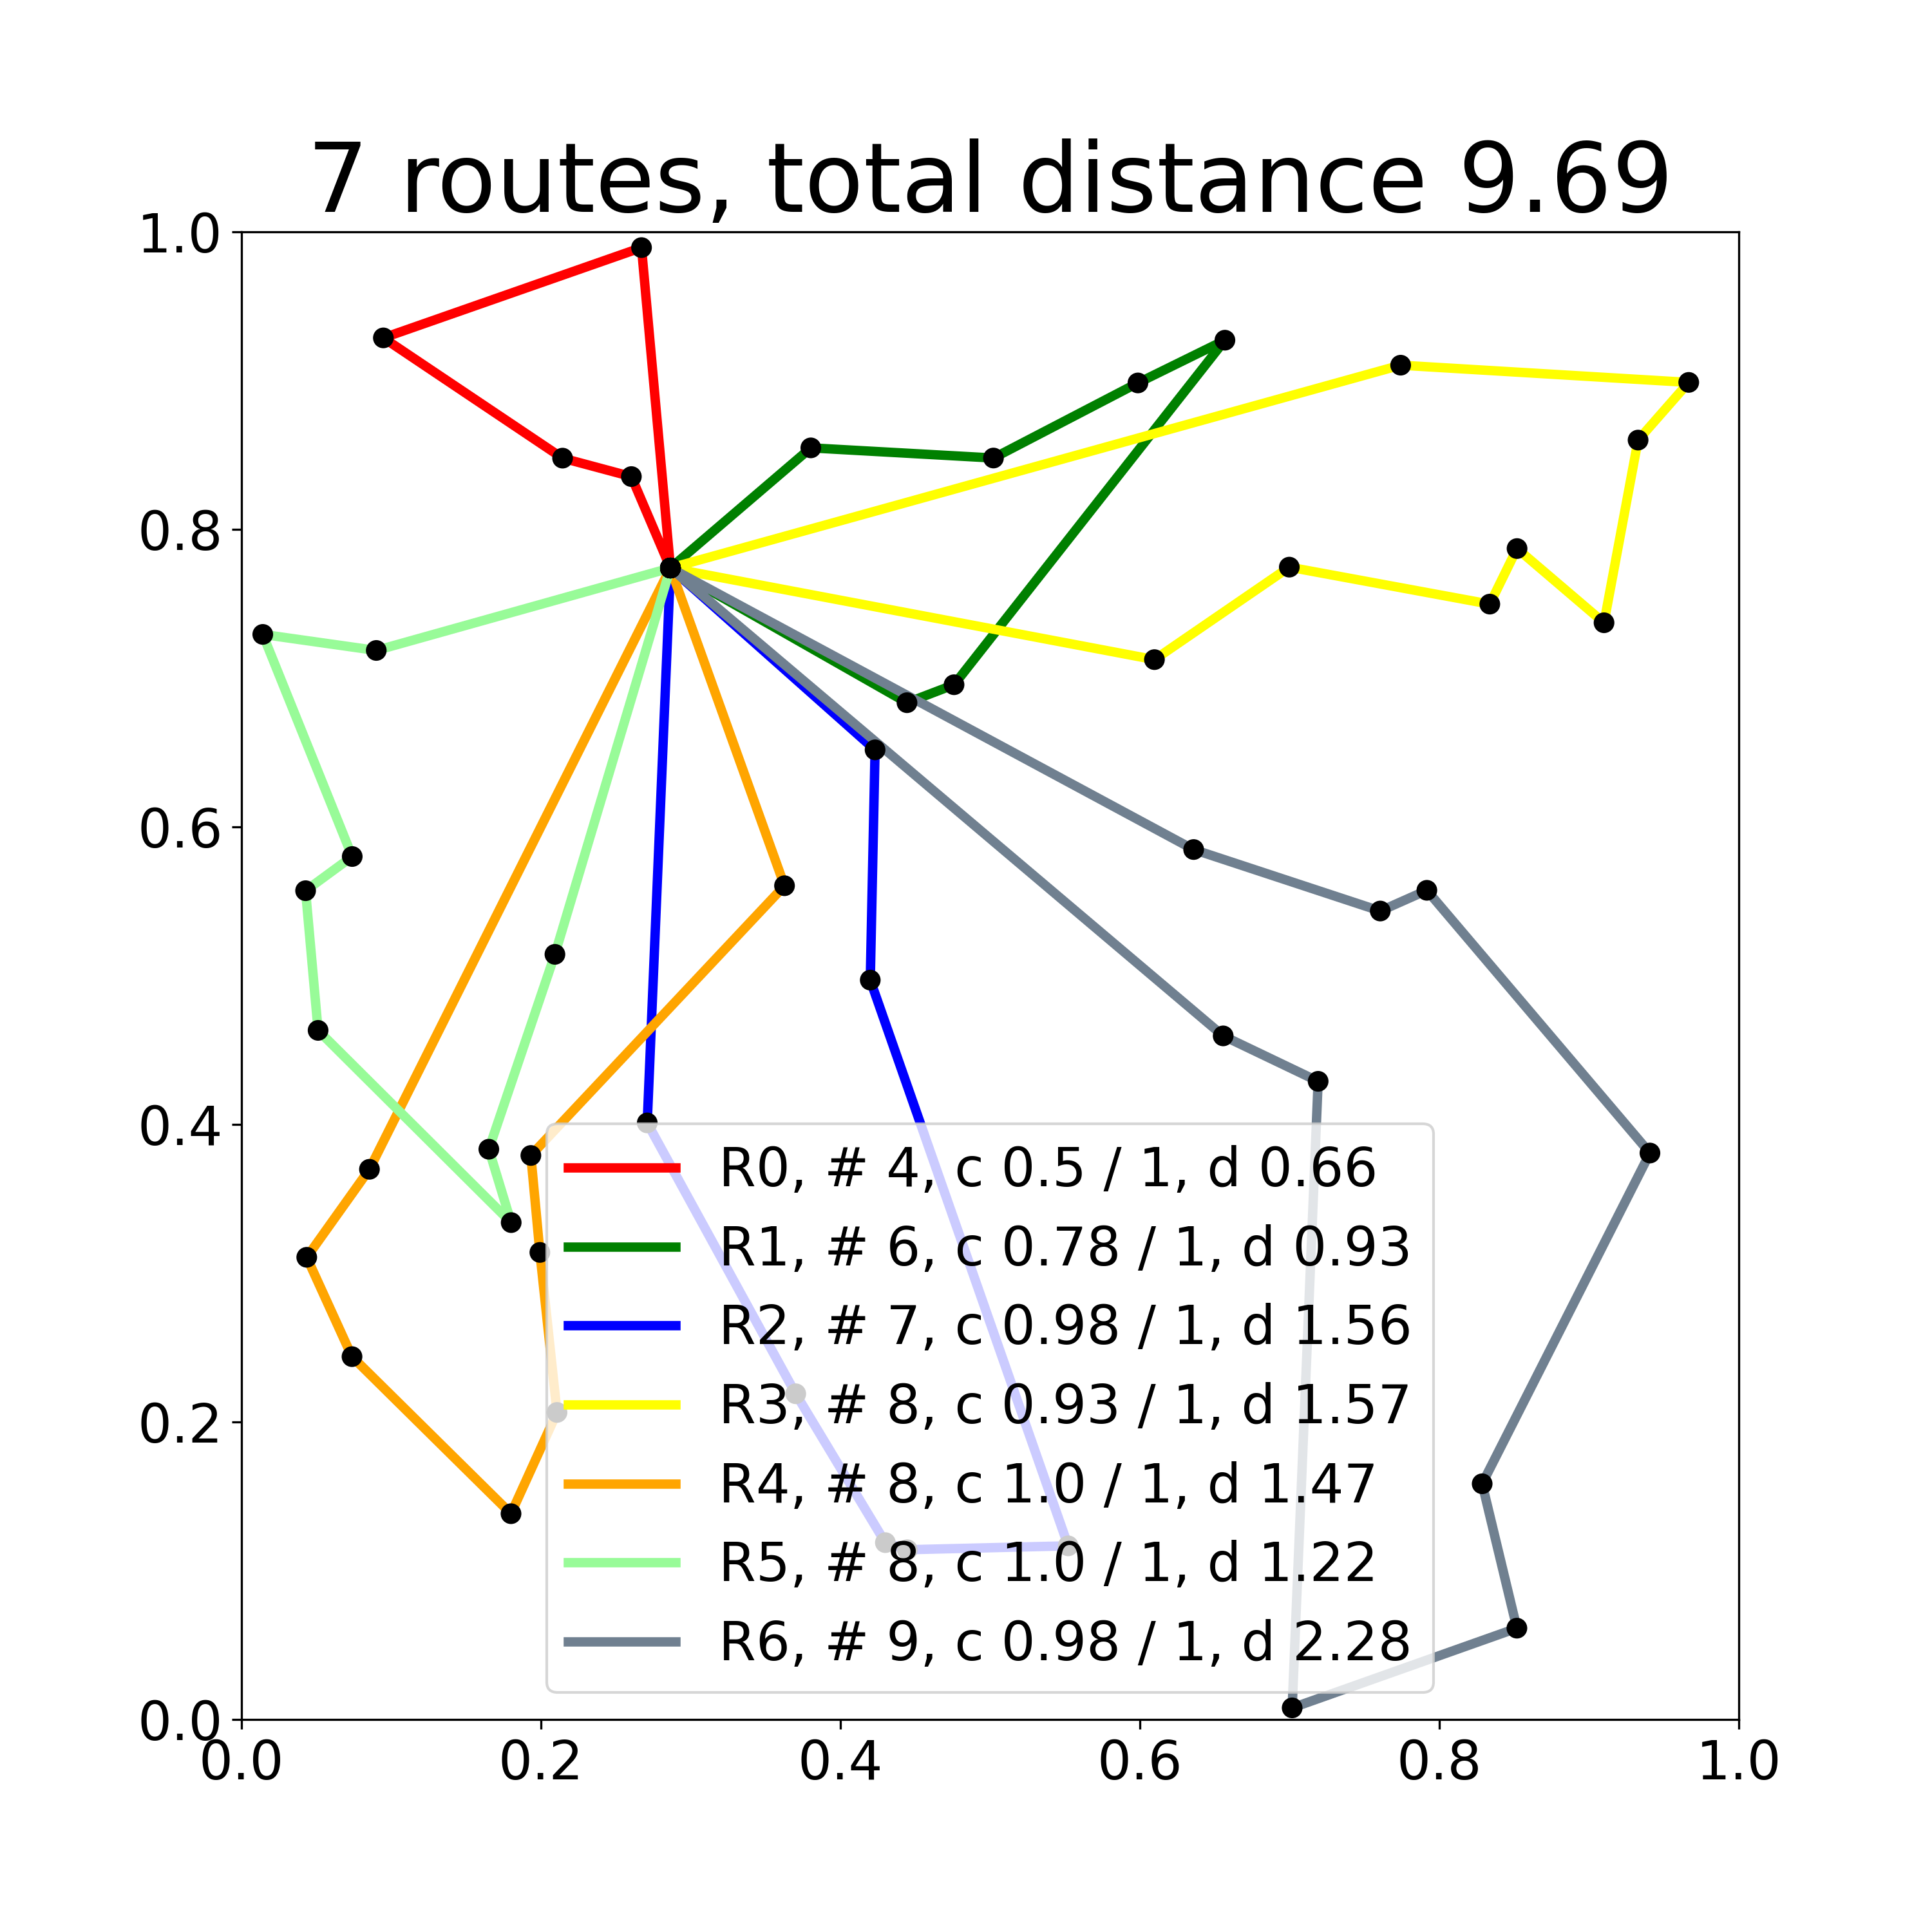 7 routes, total distance 9.69
1.0
0.8
0.6
0.4
0.2
0.0
0.0 0.2 0.4 0.6 0.8 1.0
R0, # 4, c 0.5 / 1, d 0.66
R1, # 6, c 0.78 / 1, d 0.93
R2, # 7, c 0.98 / 1, d 1.56
R3, # 8, c 0.93 / 1, d 1.57
R4, # 8, c 1.0 / 1, d 1.47
R5, # 8, c 1.0 / 1, d 1.22
R6, # 9, c 0.98 / 1, d 2.28